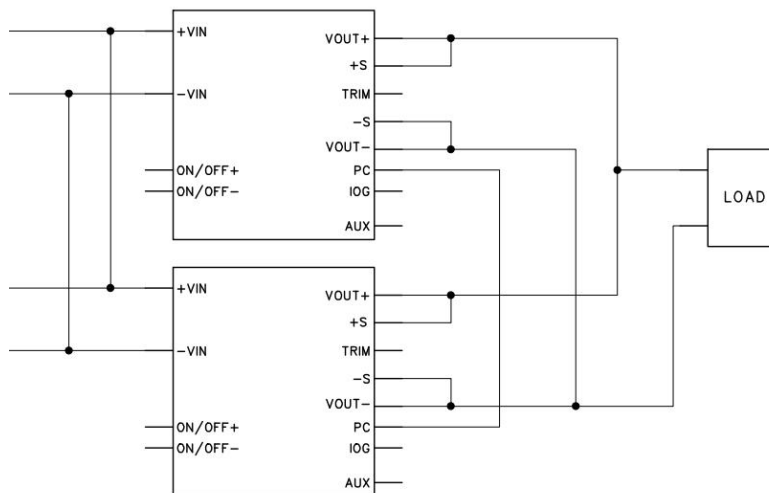 +VIN
VOUT+
+S
-VIN
TRIM
-S
VOUT-
ON/OFF+
PC
ON/OFF-
IOG
AUX
LOAD
+VIN
VOUT+
+S
-VIN
TRIM
-S
VOUT-
ON/OFF+
PC
ON/OFF-
IOG
AUX